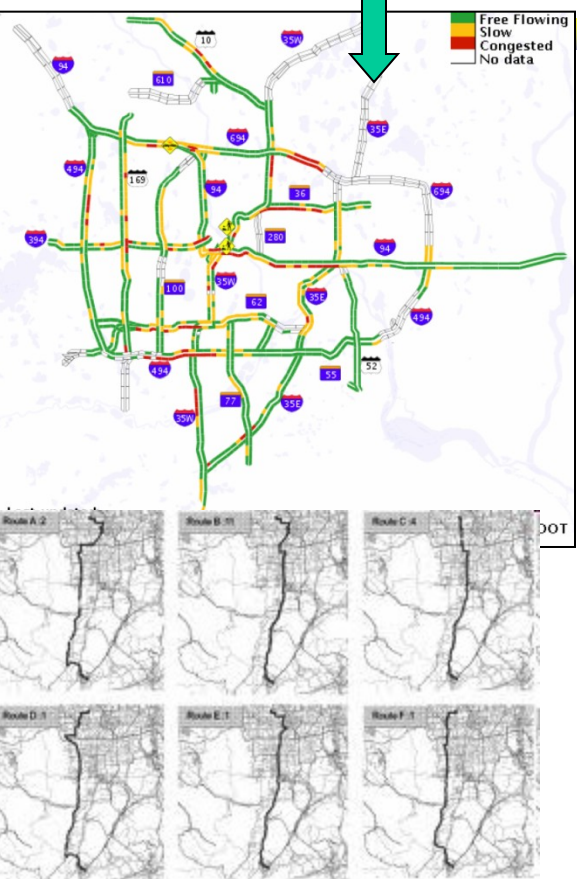 Free Flowing
Slow
Congested
No data
10
35W
94
610
35E
694
494
169
94
36
694
394
280
94
100
35W
62
35E
494
494
55
52
77
35W
35E
DOT
Route A :2
Route B :11
Route C :4
Route D :1
Route E :1
Route F :1